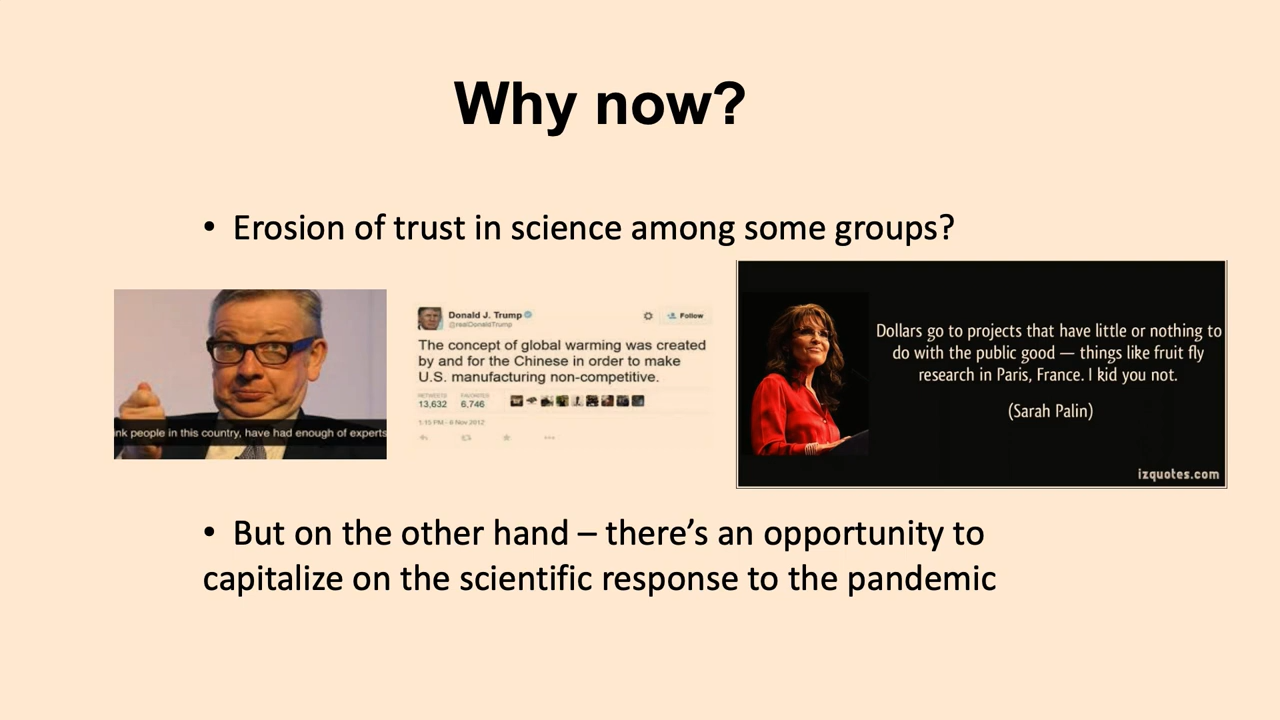 Why now?
• Erosion of trust in science among some groups?
nk people in this country, have had enough of experts
Donald J. Trump
@realDonaldTrump
Follow
The concept of global warming was created
by and for the Chinese in order to make
U.S. manufacturing non-competitive.
RETWEETS FAVORITES
13,632 6,746
1:15 PM - 6 Nov 2012
Dollars go to projects that have little or nothing to
do with the public good — things like fruit fly
research in Paris, France. I kid you not.
(Sarah Palin)
izquotes.com
• But on the other hand – there’s an opportunity to
capitalize on the scientific response to the pandemic